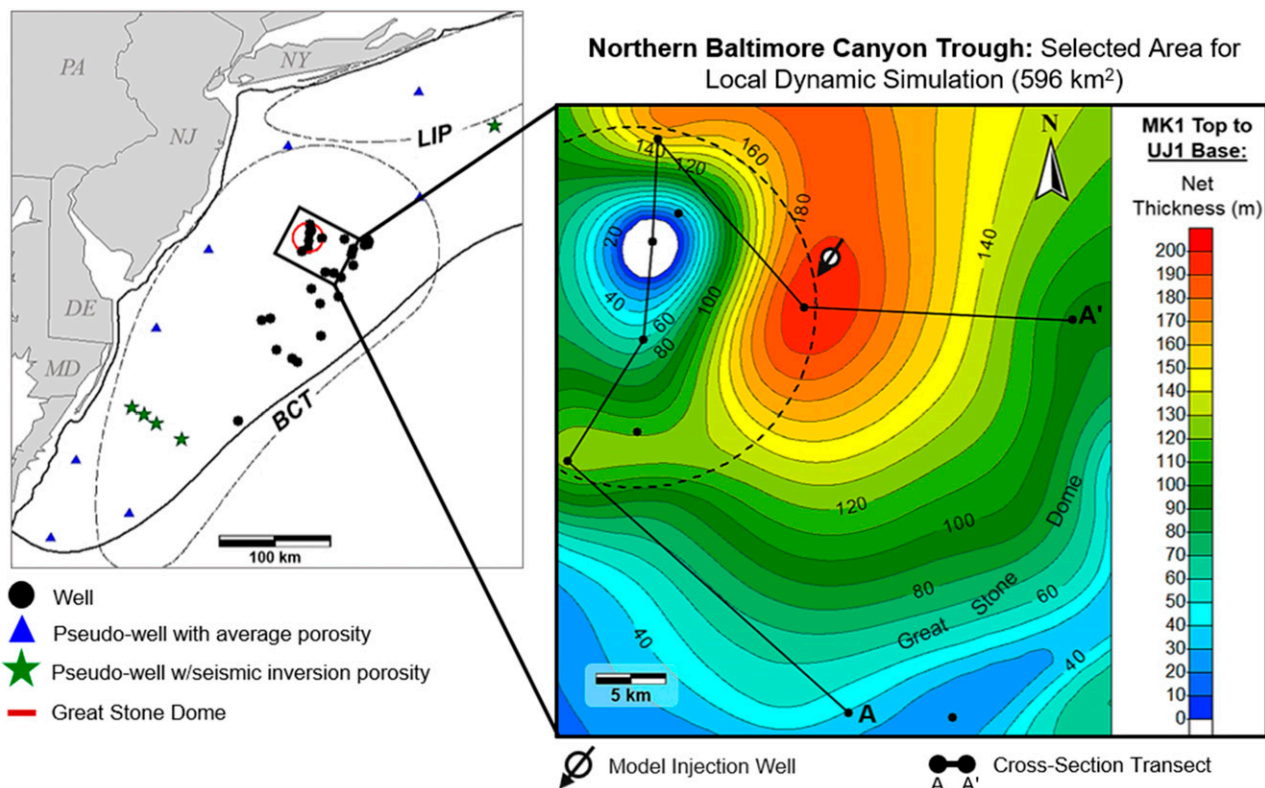 Northern Baltimore Canyon Trough: Selected Area for
Local Dynamic Simulation (596 km²)
PA
NY
NJ
LIP
DE
MD
BCT
100 km
Well
Pseudo-well with average porosity
Pseudo-well w/seismic inversion porosity
Great Stone Dome
N
140
120
160
180
20
140
40
100
60
80
A'
120
100
Dome
80
Stone
60
Great
40
40
5 km
A
MK1 Top to
UJ1 Base:
Net
Thickness (m)
200
190
180
170
160
150
140
130
120
110
100
90
80
70
60
50
40
30
20
10
0
Model Injection Well
A A'
Cross-Section Transect